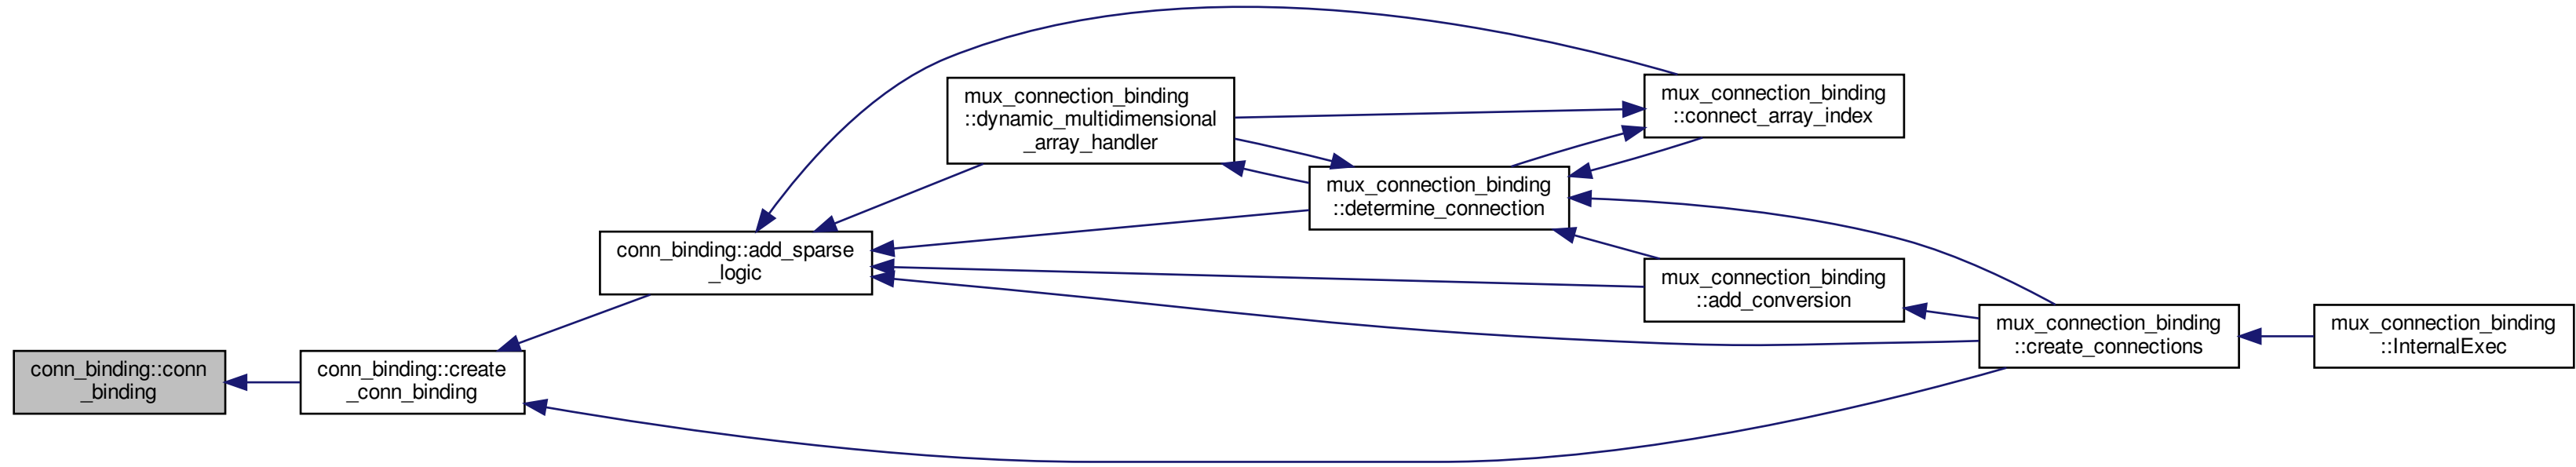 conn_binding::conn
_binding
conn_binding::create
_conn_binding
conn_binding::add_sparse
_logic
mux_connection_binding
::dynamic_multidimensional
_array_handler
mux_connection_binding
::determine_connection
mux_connection_binding
::connect_array_index
mux_connection_binding
::add_conversion
mux_connection_binding
::create_connections
mux_connection_binding
::InternalExec